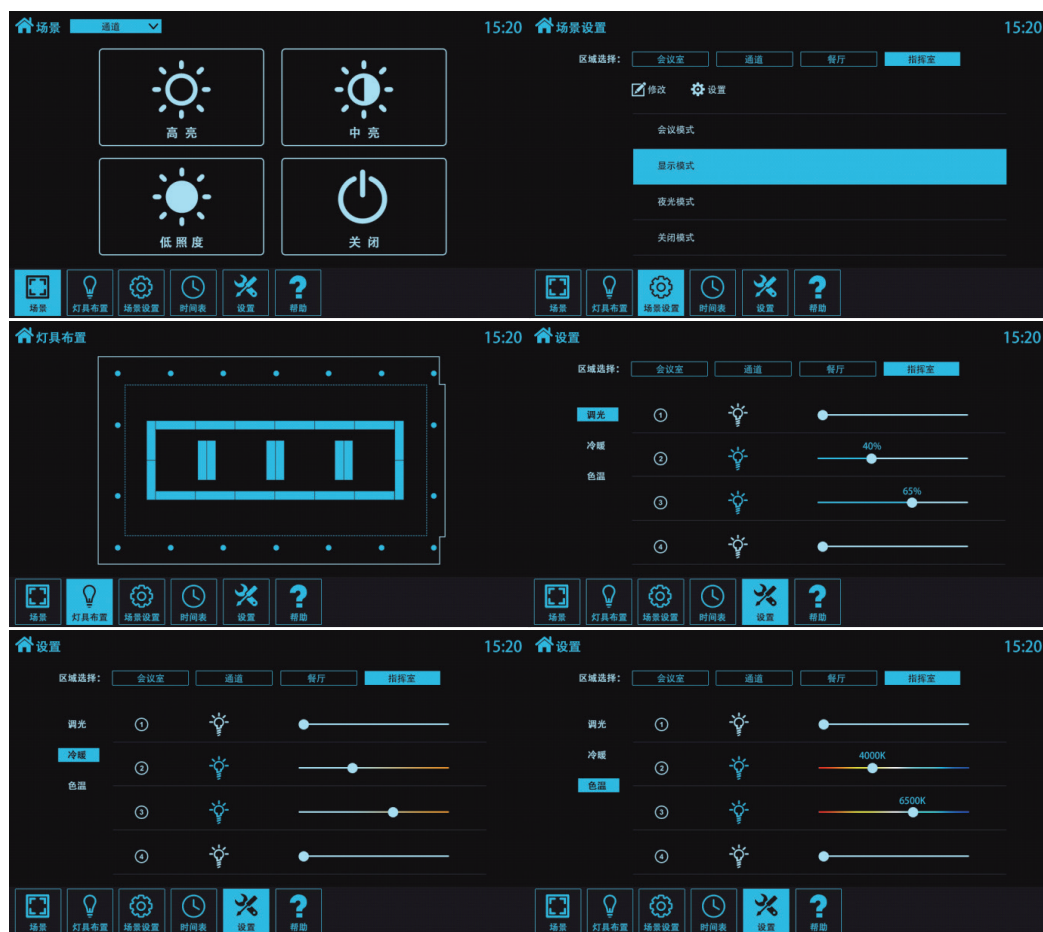 场景 通道 15:20
高亮 中亮
低照度 关闭
场景 灯具布置 场景设置 时间表 设置 帮助
场景设置 15:20
区域选择： 会议室 通道 餐厅 指挥室
修改 设置
会议模式
显示模式
夜光模式
关闭模式
场景 灯具布置 场景设置 时间表 设置 帮助
灯具布置 15:20
场景 灯具布置 场景设置 时间表 设置 帮助
设置 15:20
区域选择： 会议室 通道 餐厅 指挥室
调光 1
冷暖 2 40%
色温
3 65%
4
场景 灯具布置 场景设置 时间表 设置 帮助
设置 15:20
区域选择： 会议室 通道 餐厅 指挥室
调光 1
冷暖 2
色温
3
4
场景 灯具布置 场景设置 时间表 设置 帮助
设置 15:20
区域选择： 会议室 通道 餐厅 指挥室
调光 1
冷暖 2 4000K
色温
3 6500K
4
场景 灯具布置 场景设置 时间表 设置 帮助